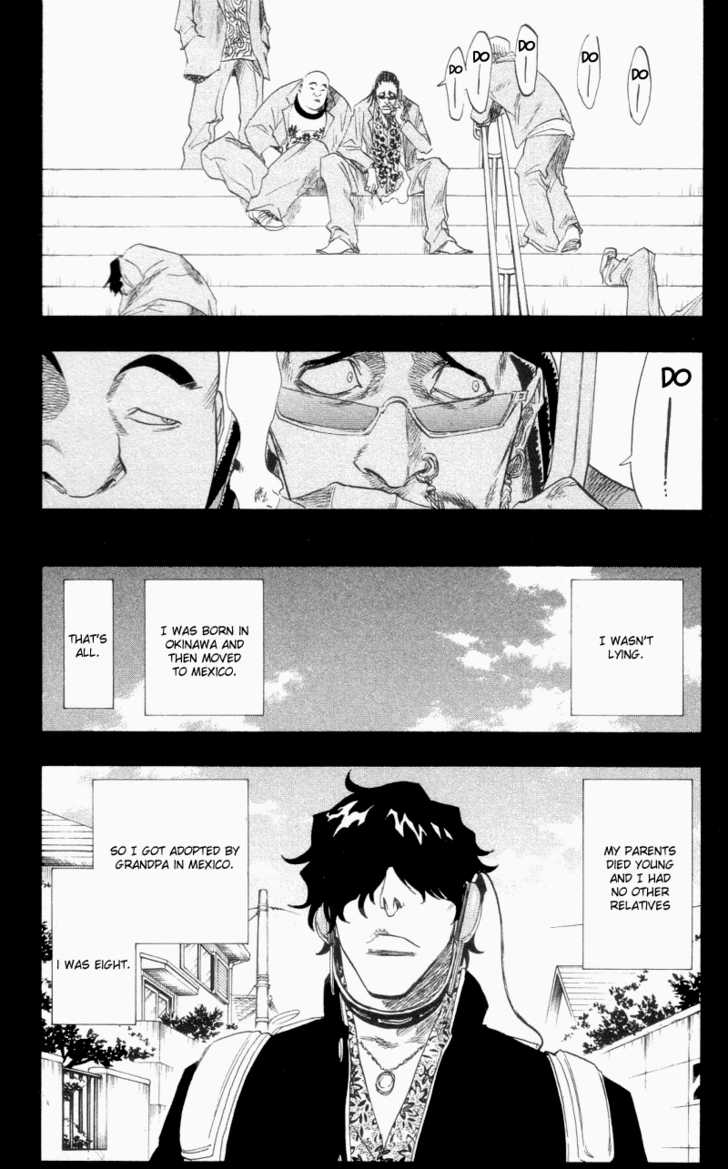 DO—
DO—
DO—
DO—
DO—
DO—...
I WASN'T
LYING.
I WAS BORN IN
OKINAWA AND
THEN MOVED
TO MEXICO.
THAT'S
ALL.
MY PARENTS
DIED YOUNG
AND I HAD
NO OTHER
RELATIVES
SO I GOT ADOPTED BY
GRANDPA IN MEXICO.
I WAS EIGHT.